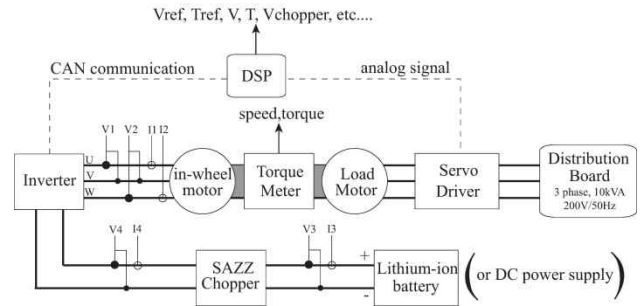 Vref, Tref, V, T, Vchopper, etc....
CAN communication
DSP
analog signal
speed,torque
V1 V2 I1 I2
U
V
W
Inverter
in-wheel
motor
Torque
Meter
Load
Motor
Servo
Driver
Distribution
Board
3 phase, 10kVA
200V/50Hz
V4 I4
SAZZ
Chopper
V3 I3
+
-
Lithium-ion
battery
(or DC power supply)